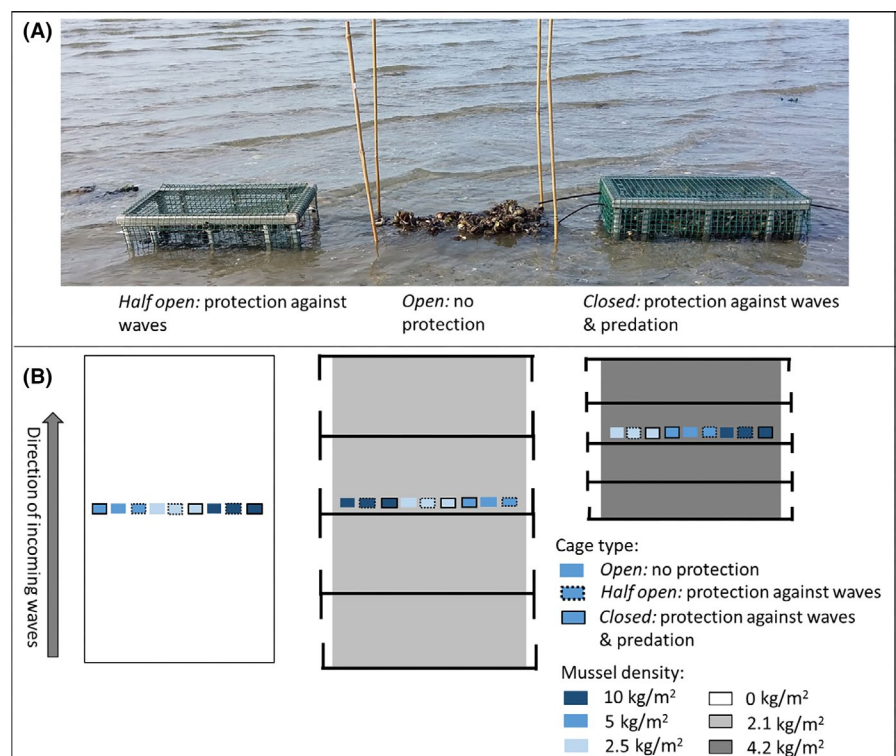 (A)
Half open: protection against
waves
Open: no
protection
Closed: protection against waves
& predation
(B)
Direction of incoming waves
Cage type:
Open: no protection
Half open: protection against waves
Closed: protection against waves
& predation
Mussel density:
10 kg/m²
0 kg/m²
5 kg/m²
2.1 kg/m²
2.5 kg/m²
4.2 kg/m²